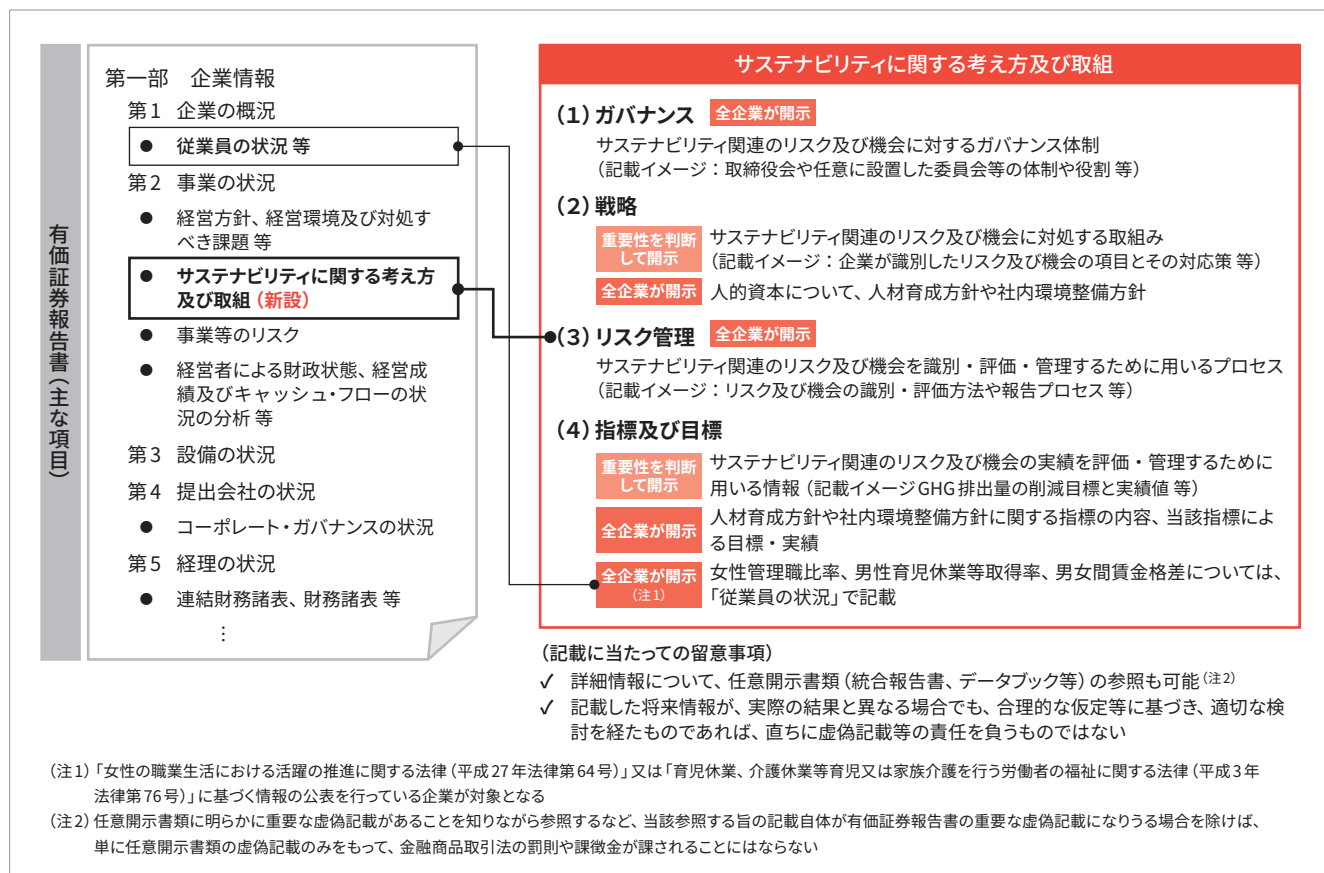 有価証券報告書（主な項目）
第一部　企業情報
第1　企業の概況
● 従業員の状況 等
第2　事業の状況
● 経営方針、経営環境及び対処す
べき課題 等
● サステナビリティに関する考え方
及び取組（新設）
● 事業等のリスク
● 経営者による財政状態、経営成
績及びキャッシュ・フローの状
況の分析 等
第3　設備の状況
第4　提出会社の状況
● コーポレート・ガバナンスの状況
第5　経理の状況
● 連結財務諸表、財務諸表 等
⋮
サステナビリティに関する考え方及び取組
（1）ガバナンス 全企業が開示
サステナビリティ関連のリスク及び機会に対するガバナンス体制
（記載イメージ：取締役会や任意に設置した委員会等の体制や役割 等）
（2）戦略
重要性を判断
して開示
サステナビリティ関連のリスク及び機会に対処する取組み
（記載イメージ：企業が識別したリスク及び機会の項目とその対応策 等）
全企業が開示 人的資本について、人材育成方針や社内環境整備方針
（3）リスク管理 全企業が開示
サステナビリティ関連のリスク及び機会を識別・評価・管理するために用いるプロセス
（記載イメージ：リスク及び機会の識別・評価方法や報告プロセス 等）
（4）指標及び目標
重要性を判断
して開示
サステナビリティ関連のリスク及び機会の実績を評価・管理するために
用いる情報（記載イメージGHG排出量の削減目標と実績値 等）
全企業が開示
人材育成方針や社内環境整備方針に関する指標の内容、当該指標によ
る目標・実績
全企業が開示
（注1）
女性管理職比率、男性育児休業等取得率、男女間賃金格差については、
「従業員の状況」で記載
（記載に当たっての留意事項）
✓ 詳細情報について、任意開示書類（統合報告書、データブック等）の参照も可能（注2）
✓ 記載した将来情報が、実際の結果と異なる場合でも、合理的な仮定等に基づき、適切な検
討を経たものであれば、直ちに虚偽記載等の責任を負うものではない
（注1）「女性の職業生活における活躍の推進に関する法律（平成27年法律第64号）」又は「育児休業、介護休業等育児又は家族介護を行う労働者の福祉に関する法律（平成3年
法律第76号）」に基づく情報の公表を行っている企業が対象となる
（注2）任意開示書類に明らかに重要な虚偽記載があることを知りながら参照するなど、当該参照する旨の記載自体が有価証券報告書の重要な虚偽記載になりうる場合を除けば、
単に任意開示書類の虚偽記載のみをもって、金融商品取引法の罰則や課徴金が課されることにはならない